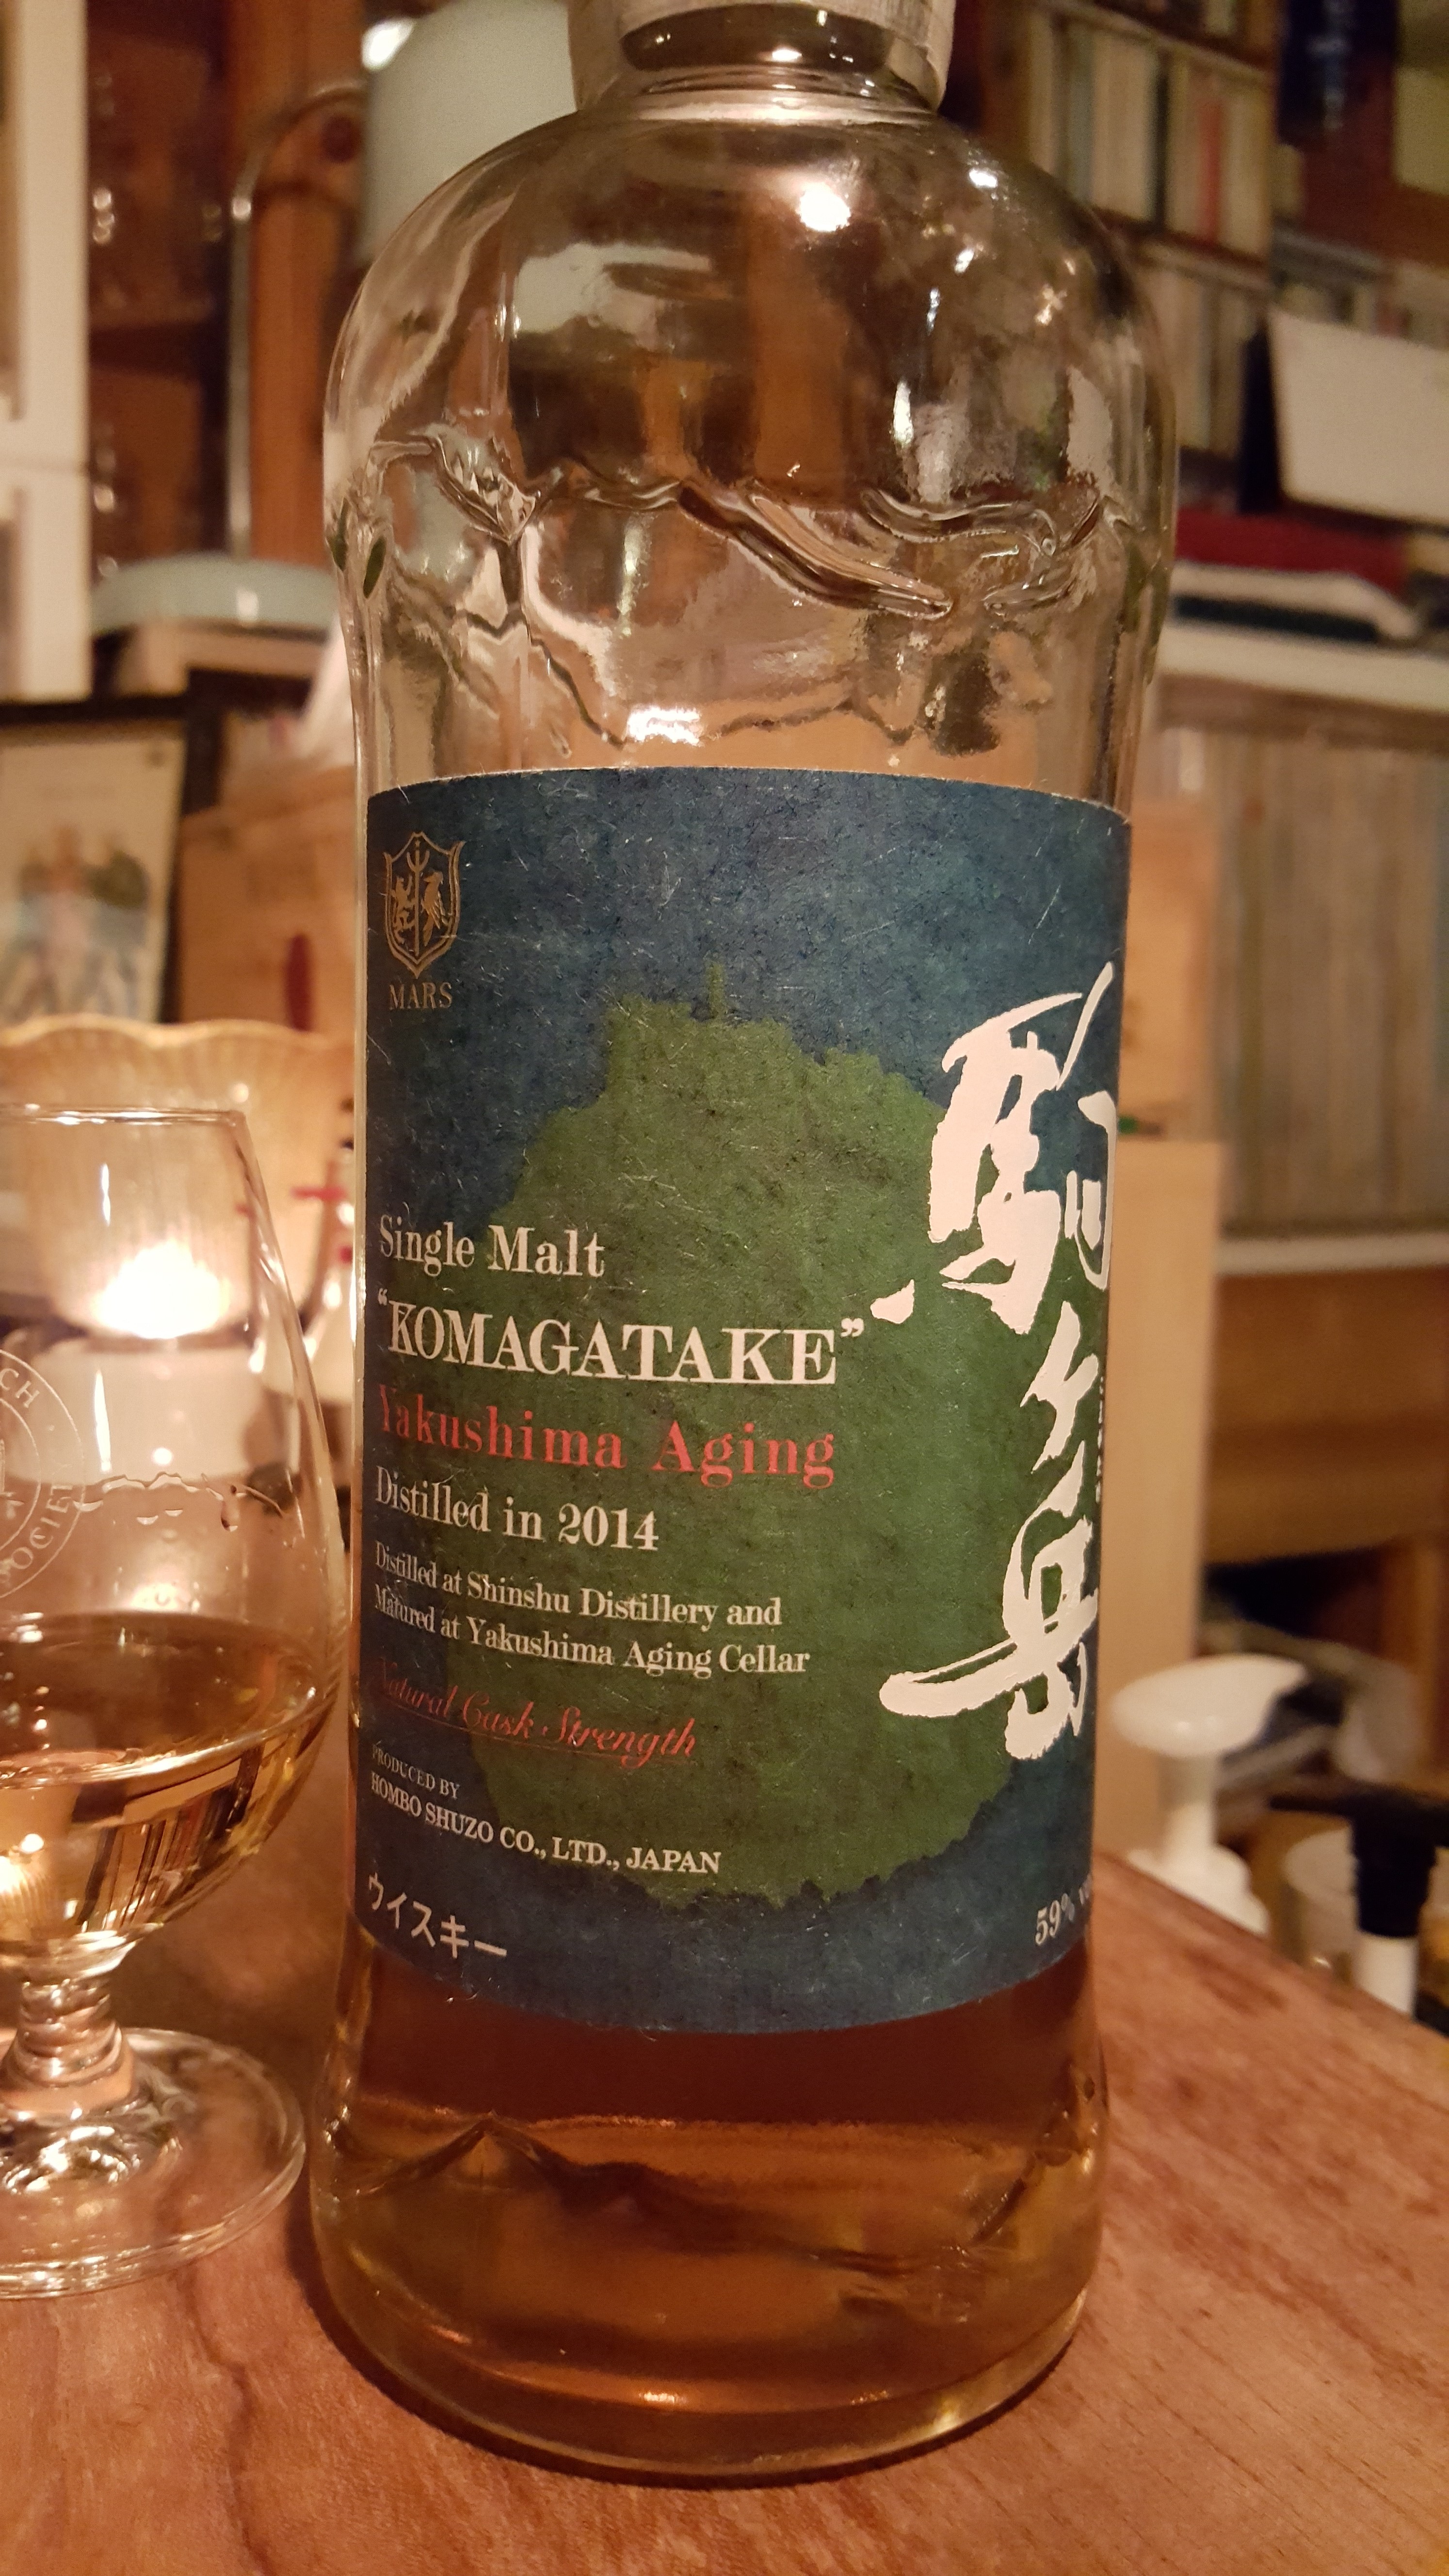 MARS
Single Malt
"KOMAGATAKE"
Yakushima Aging
Distilled in 2014
Distilled at Shinshu Distillery and
Matured at Yakushima Aging Cellar
Natural Cask Strength
PRODUCED BY
HOMBO SHUZO CO., LTD., JAPAN
ウイスキー
59%
駒ヶ岳